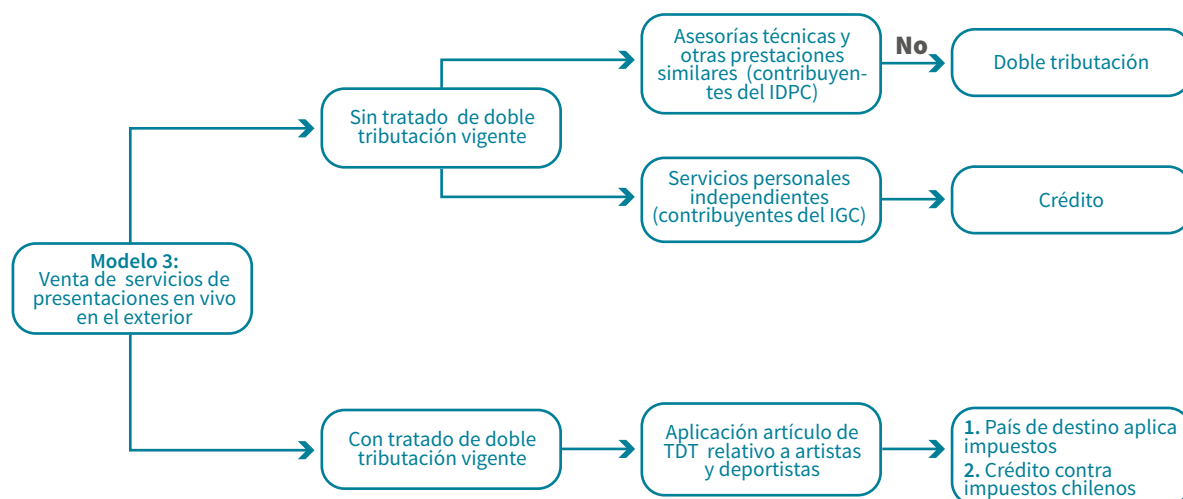 Asesorías técnicas y
otras prestaciones
similares (contribuyen-
tes del IDPC)
No
Doble tributación
Sin tratado de doble
tributación vigente
Servicios personales
independientes
(contribuyentes del IGC)
Crédito
Modelo 3:
Venta de servicios de
presentaciones en vivo
en el exterior
Con tratado de doble
tributación vigente
Aplicación artículo de
TDT relativo a artistas
y deportistas
1. País de destino aplica
impuestos
2. Crédito contra
impuestos chilenos